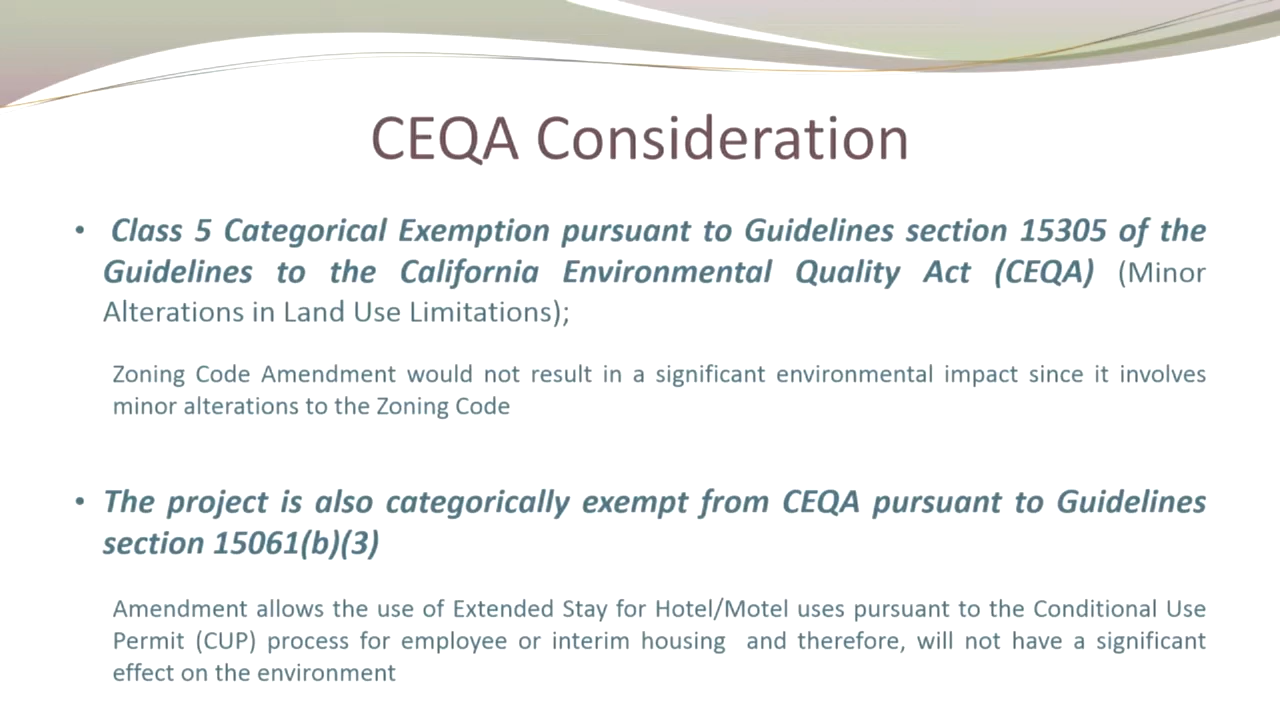 CEQA Consideration
• Class 5 Categorical Exemption pursuant to Guidelines section 15305 of the
Guidelines to the California Environmental Quality Act (CEQA) (Minor
Alterations in Land Use Limitations);
Zoning Code Amendment would not result in a significant environmental impact since it involves
minor alterations to the Zoning Code
• The project is also categorically exempt from CEQA pursuant to Guidelines
section 15061(b)(3)
Amendment allows the use of Extended Stay for Hotel/Motel uses pursuant to the Conditional Use
Permit (CUP) process for employee or interim housing and therefore, will not have a significant
effect on the environment